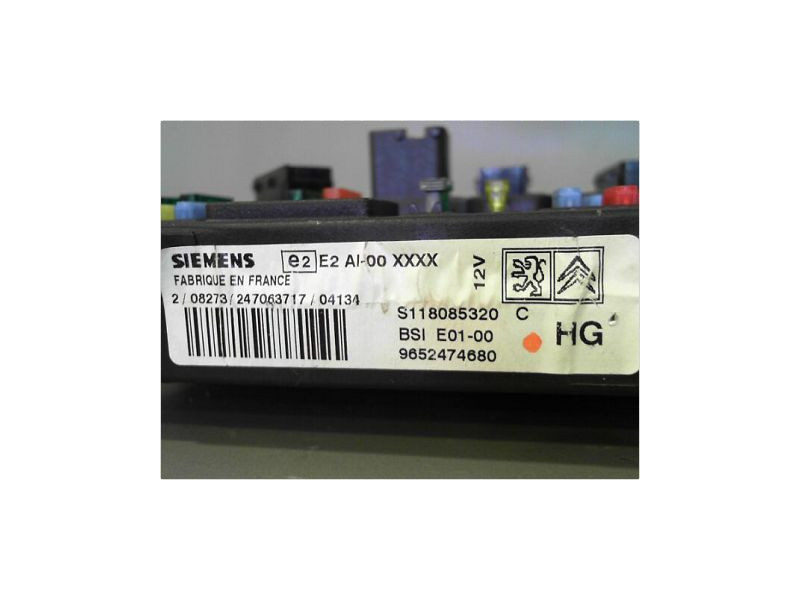 SIEMENS e2 E2 AI-00 XXXX 12V
FABRIQUE EN FRANCE
2 / 08273 / 247063717 / 04134
S118085320 C
BSI E01-00 HG
9652474680